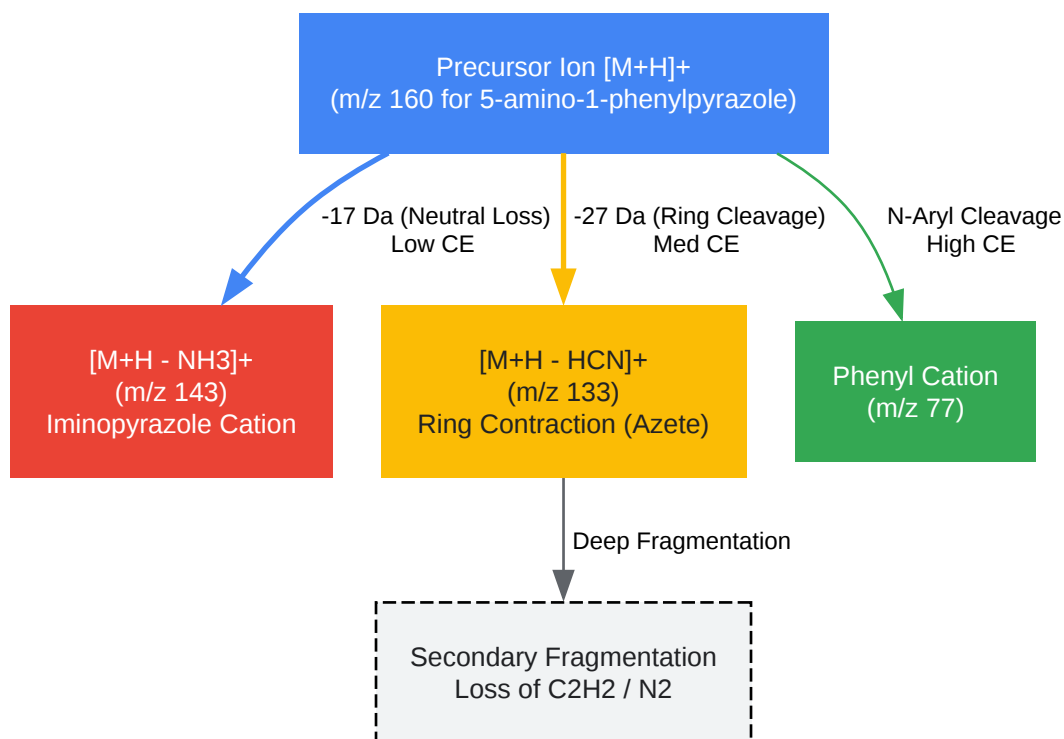 Precursor Ion [M+H]+
(m/z 160 for 5-amino-1-phenylpyrazole)
-17 Da (Neutral Loss)
Low CE
-27 Da (Ring Cleavage)
Med CE
N-Aryl Cleavage
High CE
[M+H - NH3]+
(m/z 143)
Iminopyrazole Cation
[M+H - HCN]+
(m/z 133)
Ring Contraction (Azete)
Phenyl Cation
(m/z 77)
Deep Fragmentation
Secondary Fragmentation
Loss of C2H2 / N2